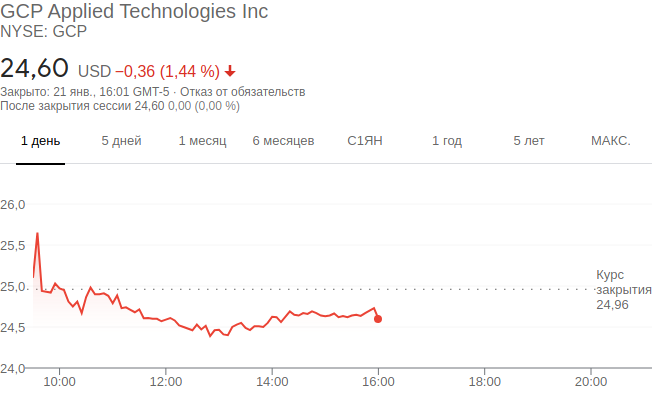 GCP Applied Technologies Inc
NYSE: GCP
24,60 USD −0,36 (1,44 %)
Закрыто: 21 янв., 16:01 GMT-5 · Отказ от обязательств
После закрытия сессии 24,60 0,00 (0,00 %)
1 день 5 дней 1 месяц 6 месяцев С1ЯН 1 год 5 лет МАКС.
26,0
25,5
Курс
25,0 закрытия
24,96
24,5
24,0
10:00 12:00 14:00 16:00 18:00 20:00